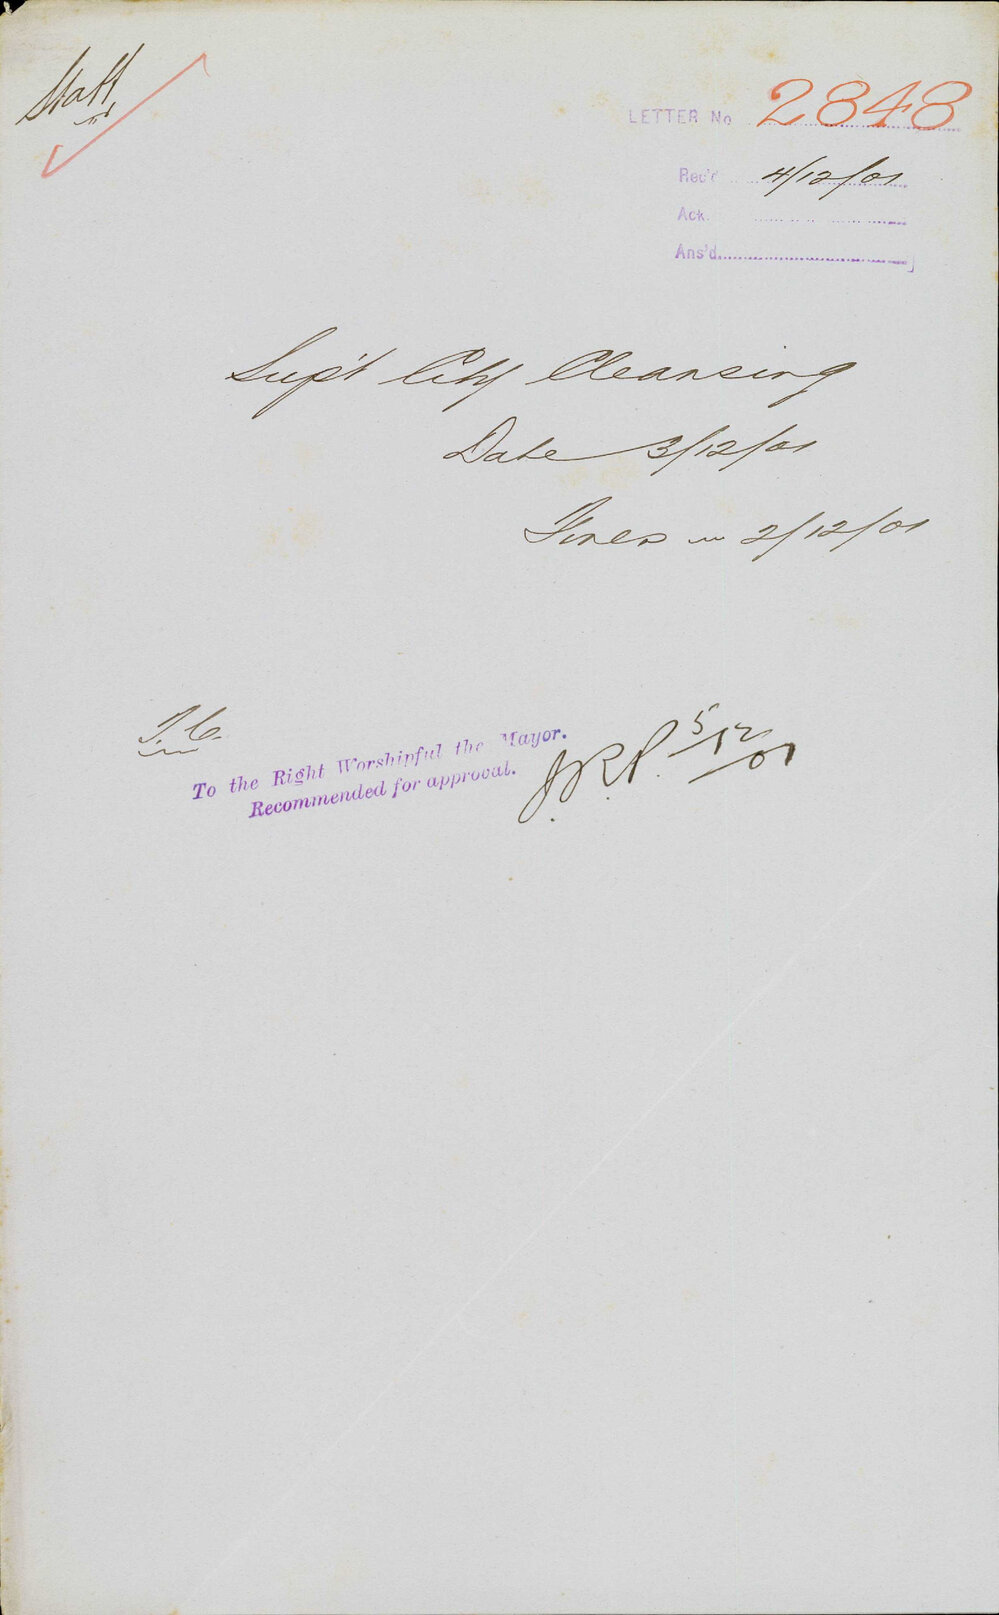 Staff
LETTER No 2848
Rec'd 4/12/01
Ack.
Ans'd
Sup't City Cleansing
Date 3/12/01
Fines 2/12/01
T.C.
To the Right Worshipful the Mayor.
Recommended for approval.
J.R.P. 5/12/01